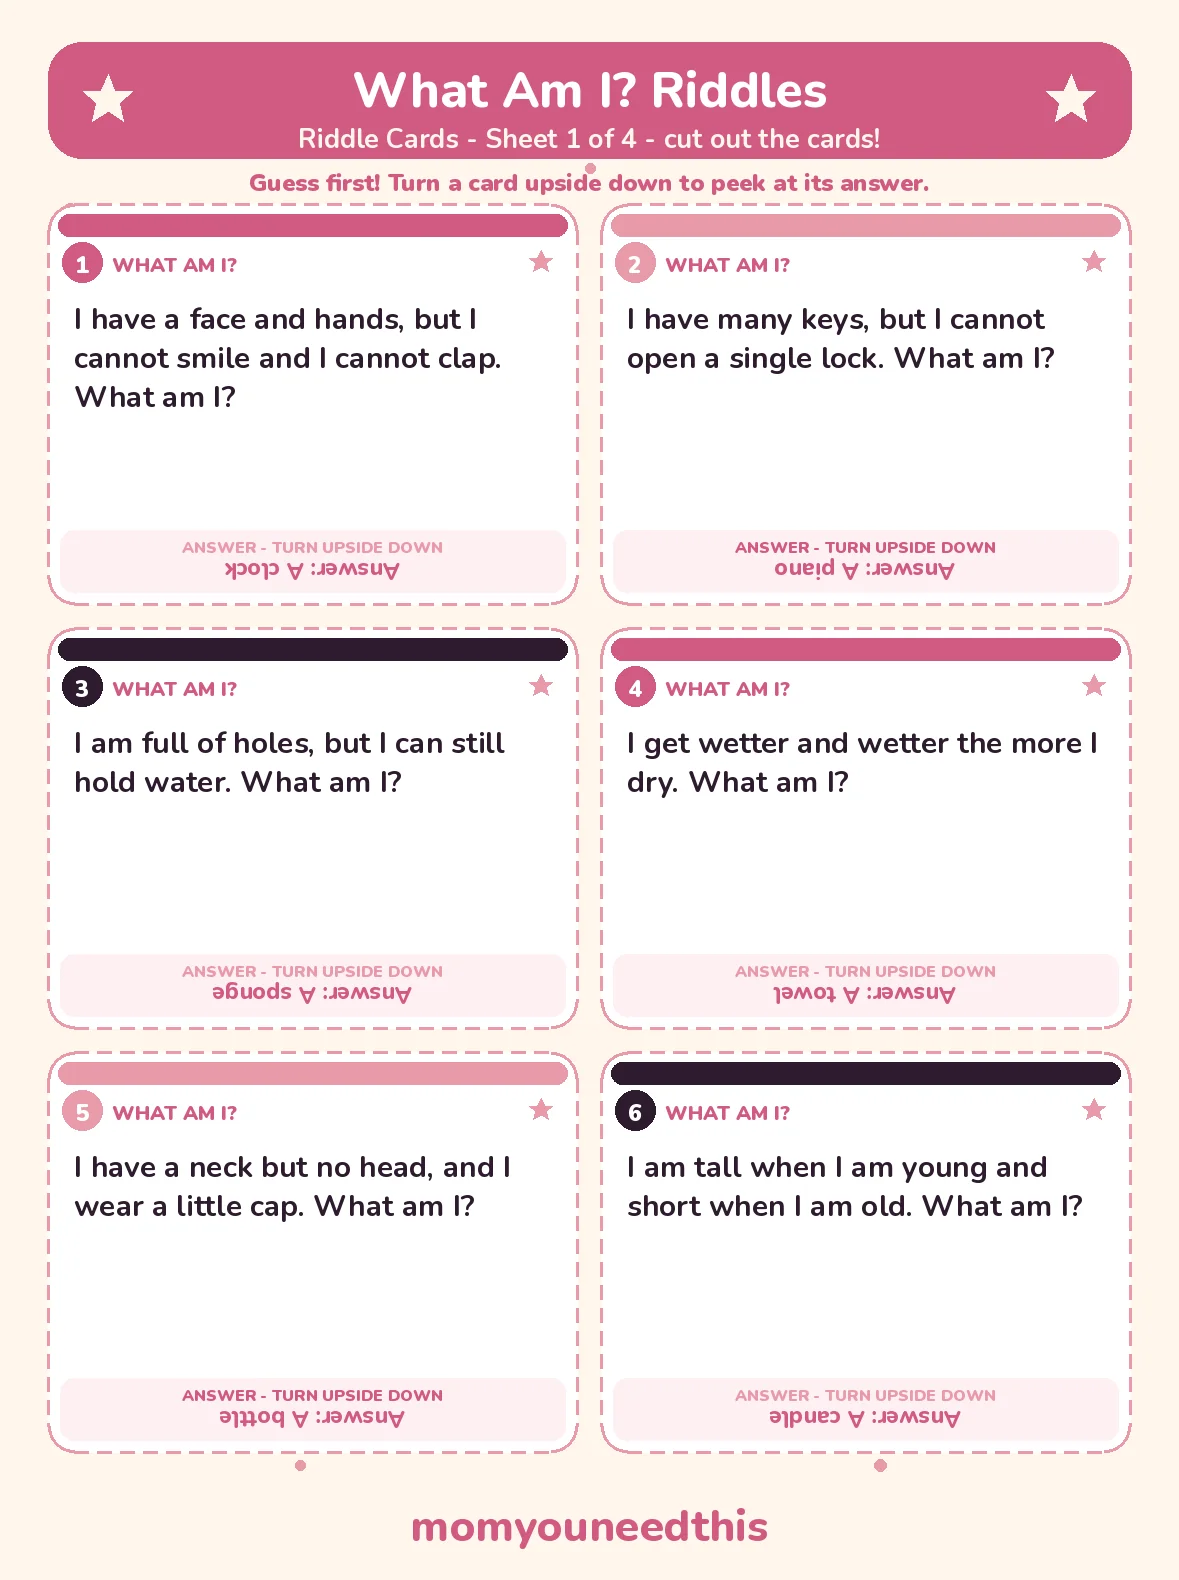 What Am I? Riddles
Riddle Cards - Sheet 1 of 4 - cut out the cards!
Guess first! Turn a card upside down to peek at its answer.
1 WHAT AM I?
I have a face and hands, but I
cannot smile and I cannot clap.
What am I?
ANSWER - TURN UPSIDE DOWN
Answer: A clock
2 WHAT AM I?
I have many keys, but I cannot
open a single lock. What am I?
ANSWER - TURN UPSIDE DOWN
Answer: A piano
3 WHAT AM I?
I am full of holes, but I can still
hold water. What am I?
ANSWER - TURN UPSIDE DOWN
Answer: A sponge
4 WHAT AM I?
I get wetter and wetter the more I
dry. What am I?
ANSWER - TURN UPSIDE DOWN
Answer: A towel
5 WHAT AM I?
I have a neck but no head, and I
wear a little cap. What am I?
ANSWER - TURN UPSIDE DOWN
Answer: A bottle
6 WHAT AM I?
I am tall when I am young and
short when I am old. What am I?
ANSWER - TURN UPSIDE DOWN
Answer: A candle
momyouneedthis